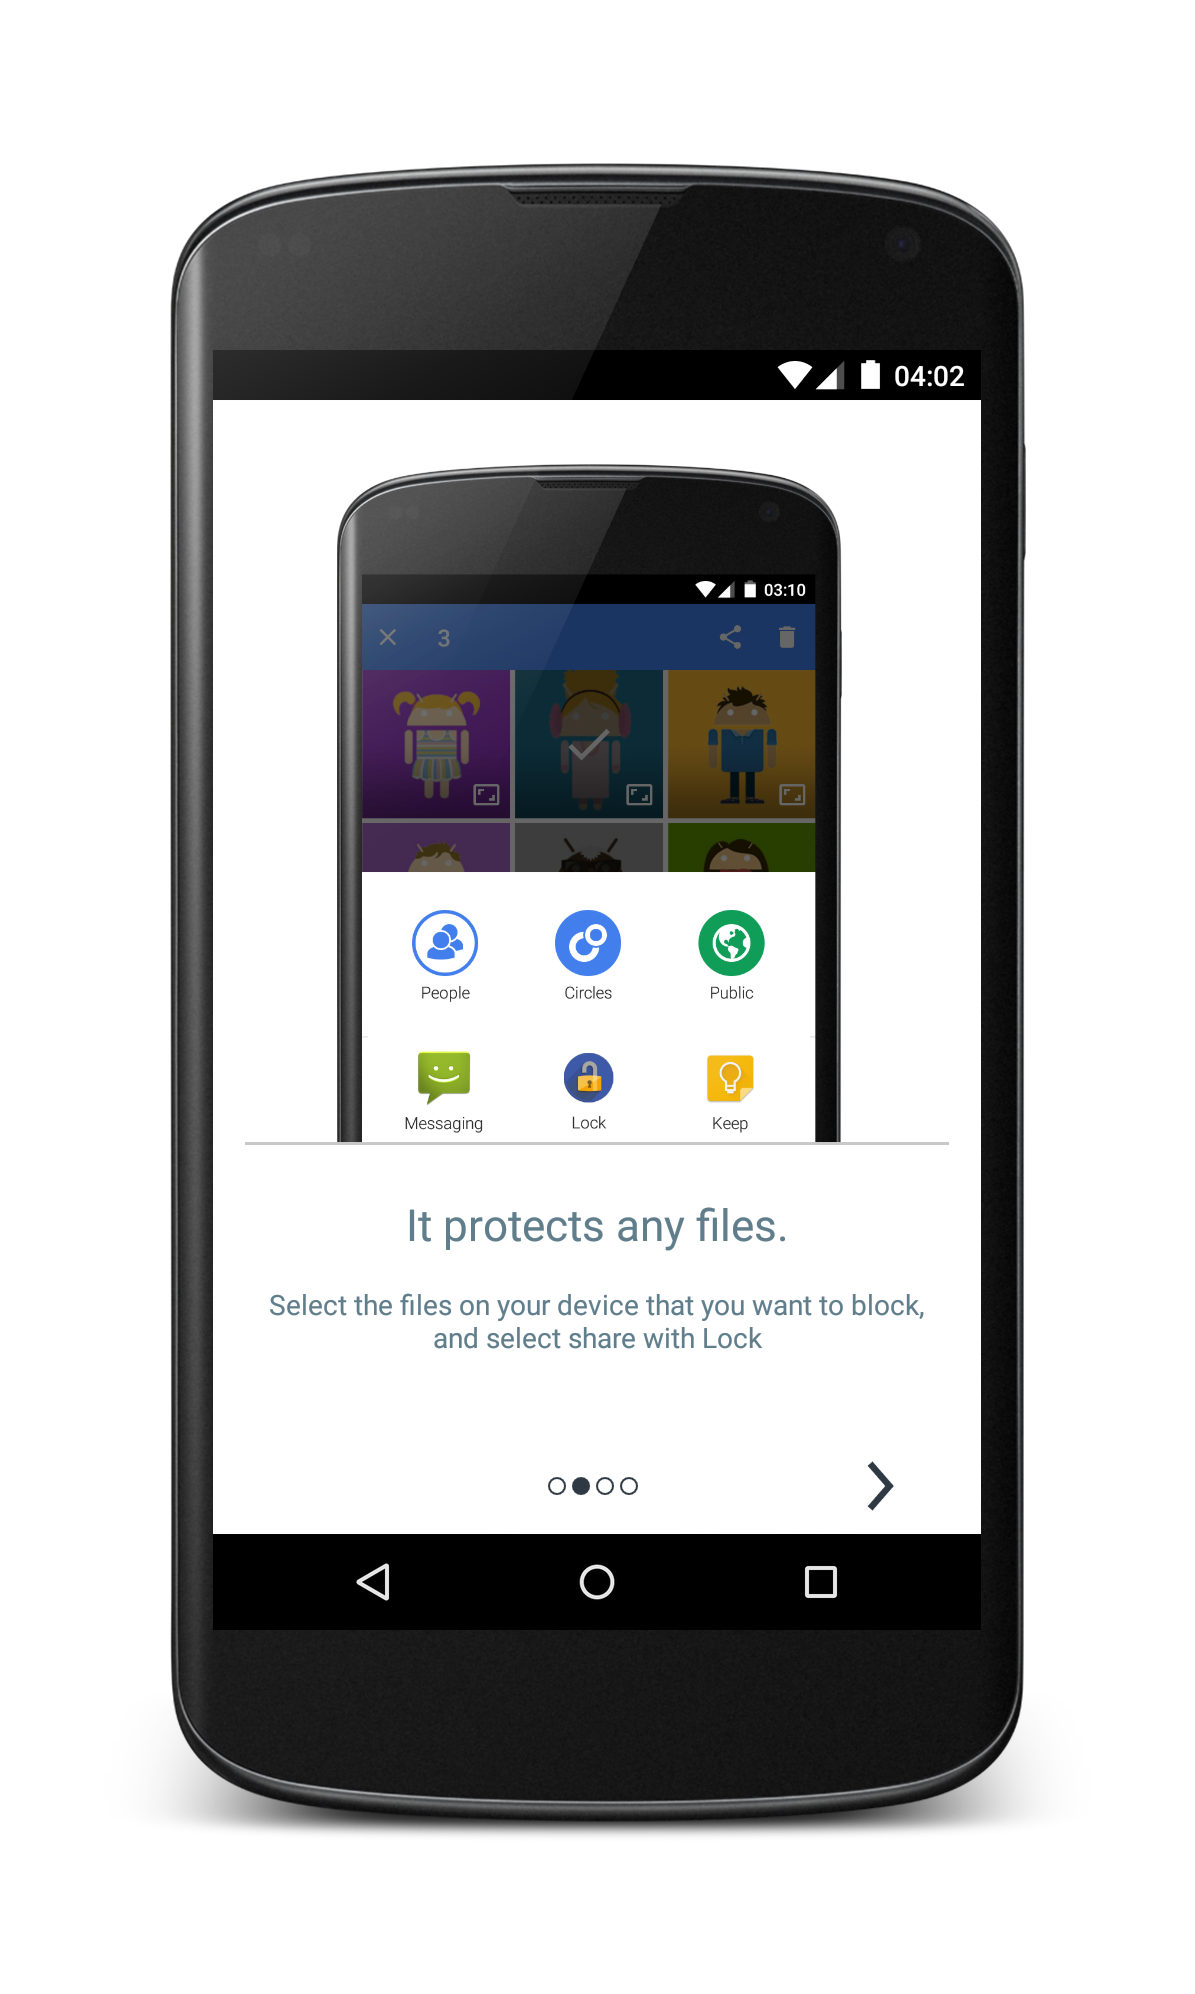 04:02
03:10
3
People Circles Public
Messaging Lock Keep
It protects any files.
Select the files on your device that you want to block,
and select share with Lock